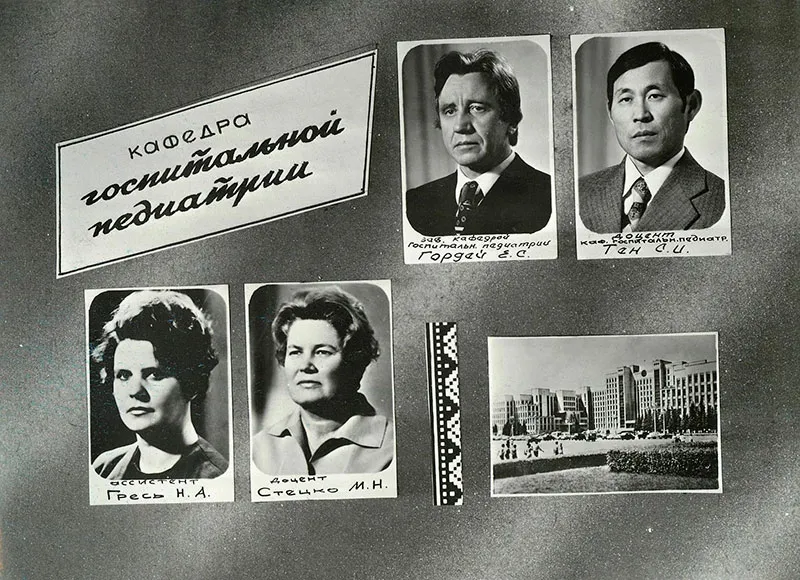 кафедра
госпитальной
педиатрии
зав. кафедрой
госпитальн. педиатрии
Гордей Е.С.
доцент
каф. госпитальн. педиатр.
Тен С.И.
ассистент
Гресь Н.А.
доцент
Стецко М.Н.